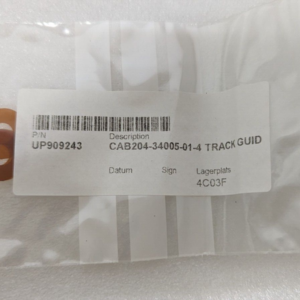 P/N Description
UP909243 CAB204-34005-01-4 TRACK GUID
Datum Sign Lagerplats
4C03F